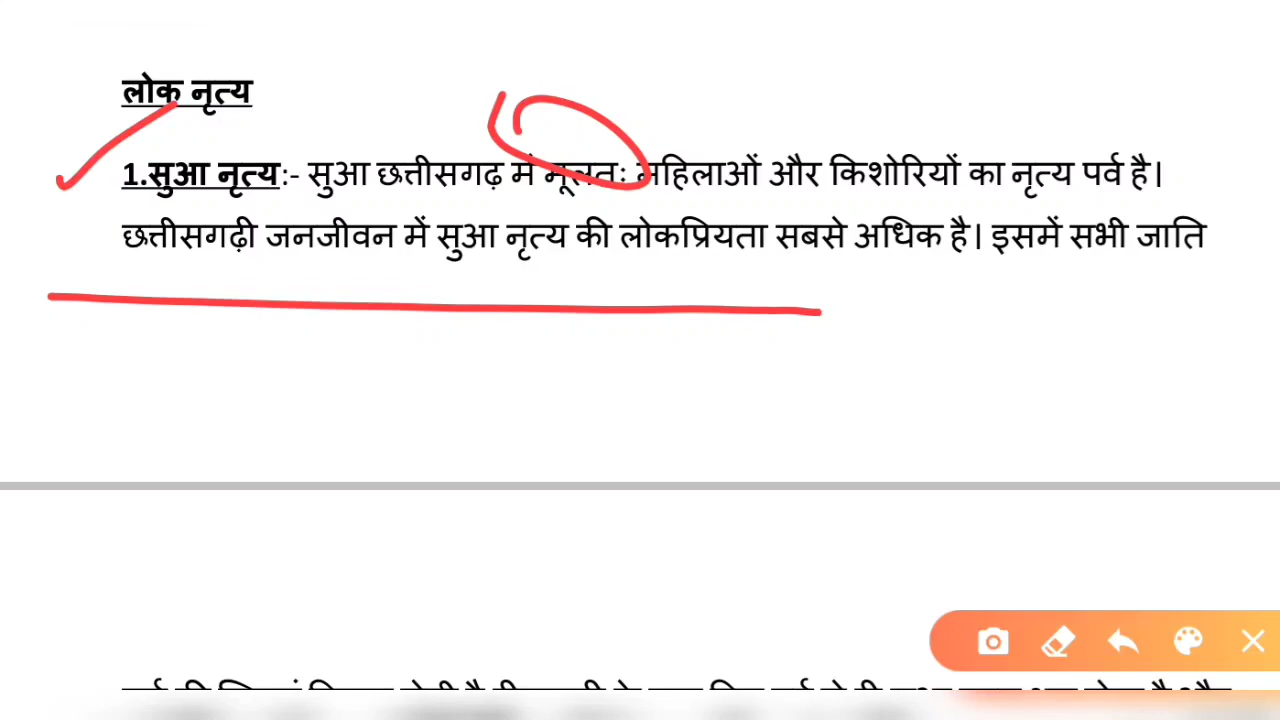 लोक नृत्य
1.सुआ नृत्य:- सुआ छत्तीसगढ़ में मूलतः महिलाओं और किशोरियों का नृत्य पर्व है।
छत्तीसगढ़ी जनजीवन में सुआ नृत्य की लोकप्रियता सबसे अधिक है। इसमें सभी जाति